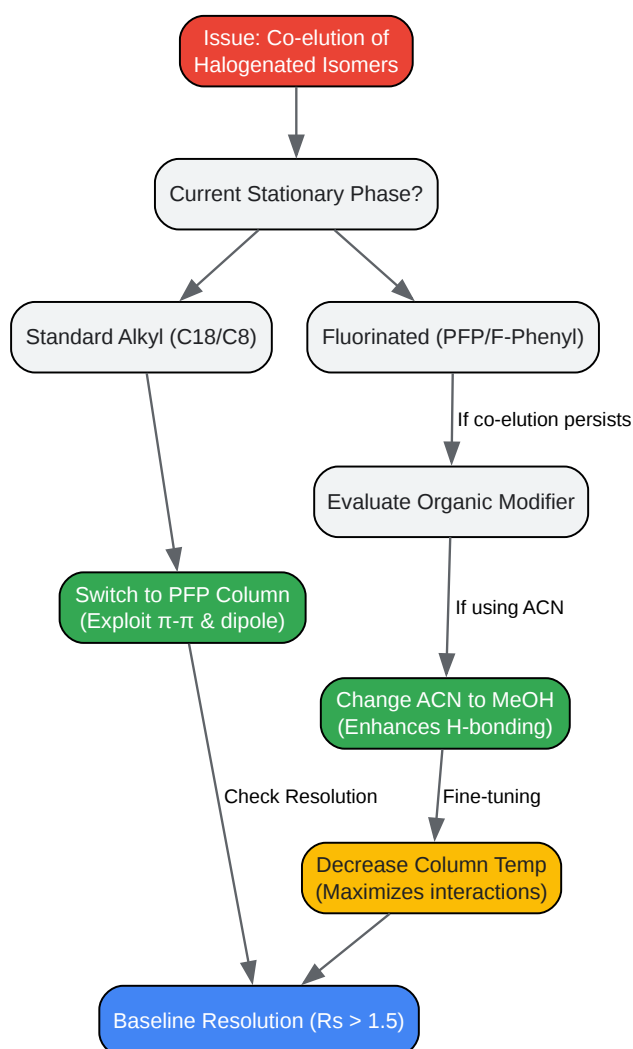 Issue: Co-elution of
Halogenated Isomers
Current Stationary Phase?
Standard Alkyl (C18/C8)
Fluorinated (PFP/F-Phenyl)
If co-elution persists
Evaluate Organic Modifier
Switch to PFP Column
(Exploit π-π & dipole)
If using ACN
Change ACN to MeOH
(Enhances H-bonding)
Check Resolution
Fine-tuning
Decrease Column Temp
(Maximizes interactions)
Baseline Resolution (Rs > 1.5)